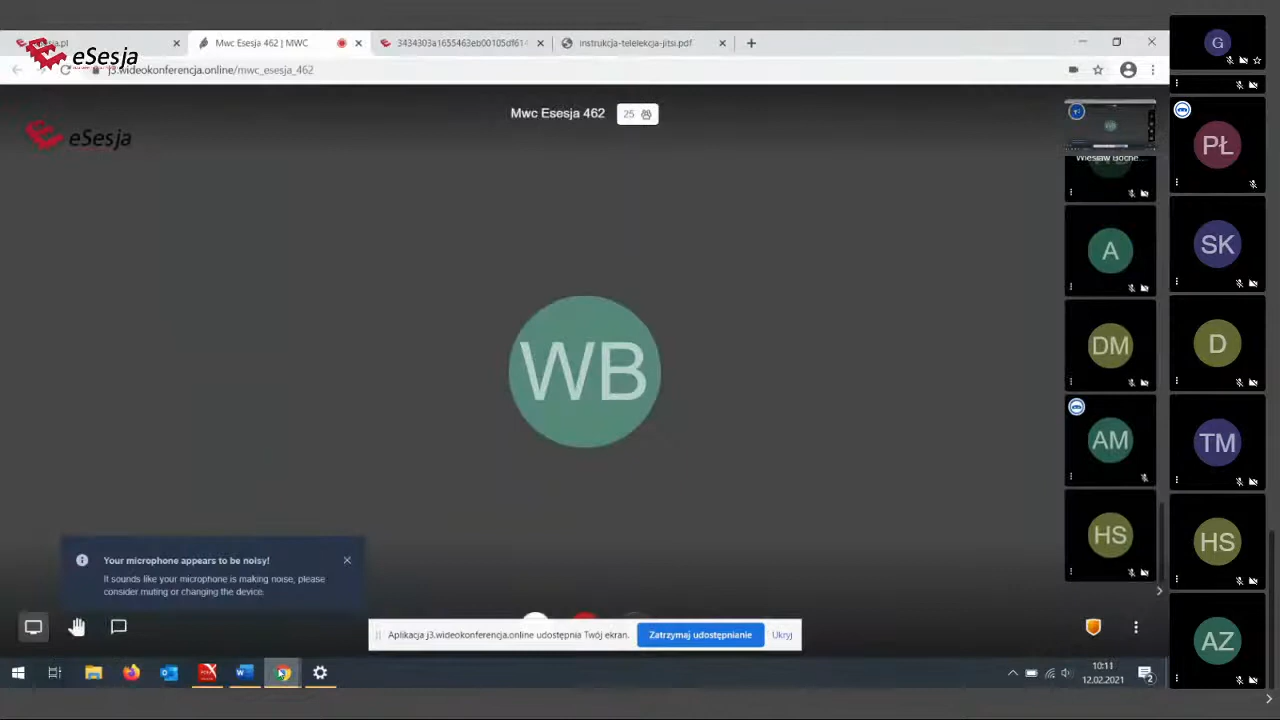 eSesja
Mwc Esesja 462 | MWC
3434303a1655463eb00105df614
instrukcja-telelekcja-jitsi.pdf
j3.wideokonferencja.online/mwc_esesja_462
eSesja
Mwc Esesja 462 25
G
PŁ
A
SK
DM
D
WB
AM
TM
HS
HS
AZ
Your microphone appears to be noisy!
It sounds like your microphone is making noise, please
consider muting or changing the device.
Aplikacja j3.wideokonferencja.online udostępnia Twój ekran. Zatrzymaj udostępnianie Ukryj
10:11
12.02.2021
2